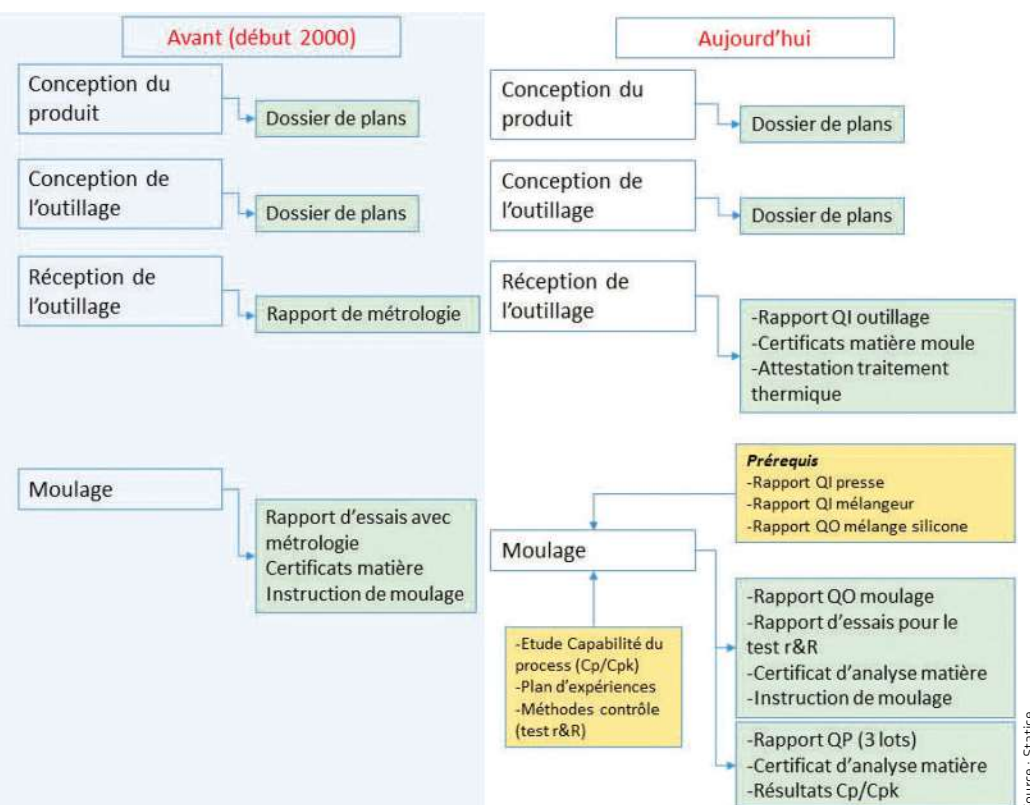 Avant (début 2000)
Conception du
produit
Dossier de plans
Conception de
l'outillage
Dossier de plans
Réception de
l'outillage
Rapport de métrologie
Moulage
Rapport d'essais avec
métrologie
Certificats matière
Instruction de moulage
Aujourd'hui
Conception du
produit
Dossier de plans
Conception de
l'outillage
Dossier de plans
Réception de
l'outillage
-Rapport QI outillage
-Certificats matière moule
-Attestation traitement
thermique
Prérequis
-Rapport QI presse
-Rapport QI mélangeur
-Rapport QO mélange silicone
Moulage
-Etude Capabilité du
process (Cp/Cpk)
-Plan d'expériences
-Méthodes contrôle
(test r&R)
-Rapport QO moulage
-Rapport d'essais pour le
test r&R
-Certificat d'analyse matière
-Instruction de moulage
-Rapport QP (3 lots)
-Certificat d'analyse matière
-Résultats Cp/Cpk